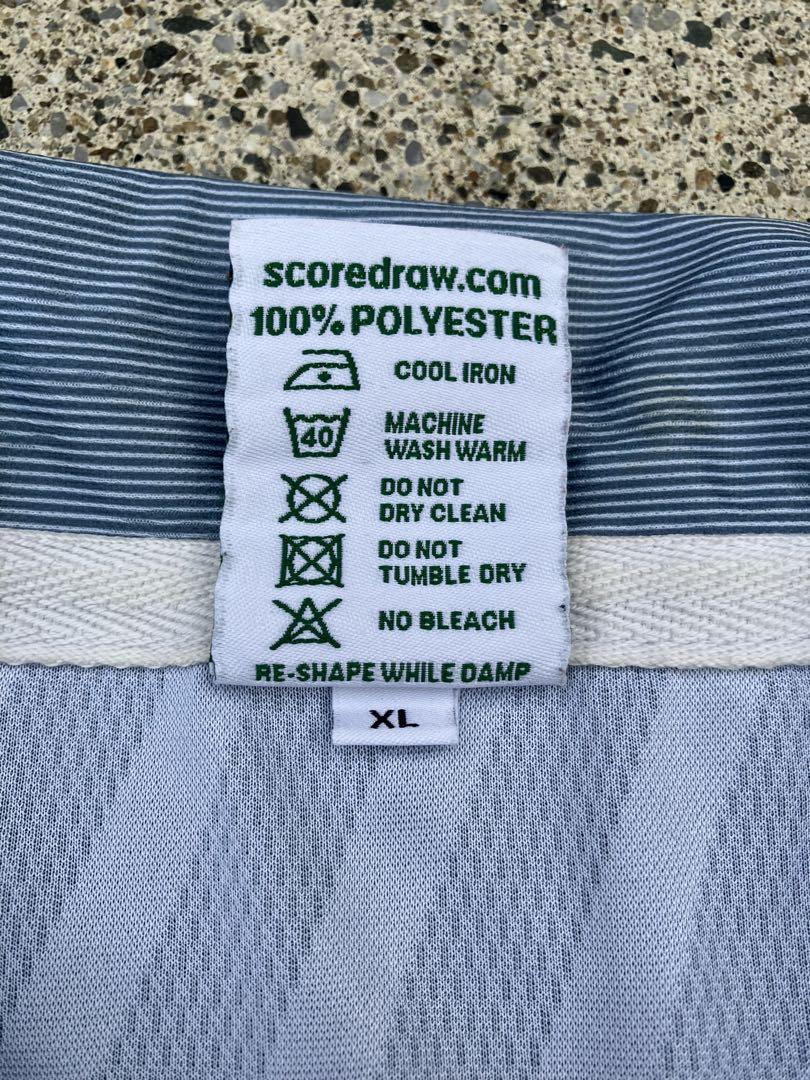 scoredraw.com
100% POLYESTER
COOL IRON
40
MACHINE
WASH WARM
DO NOT
DRY CLEAN
DO NOT
TUMBLE DRY
NO BLEACH
RE-SHAPE WHILE DAMP
XL